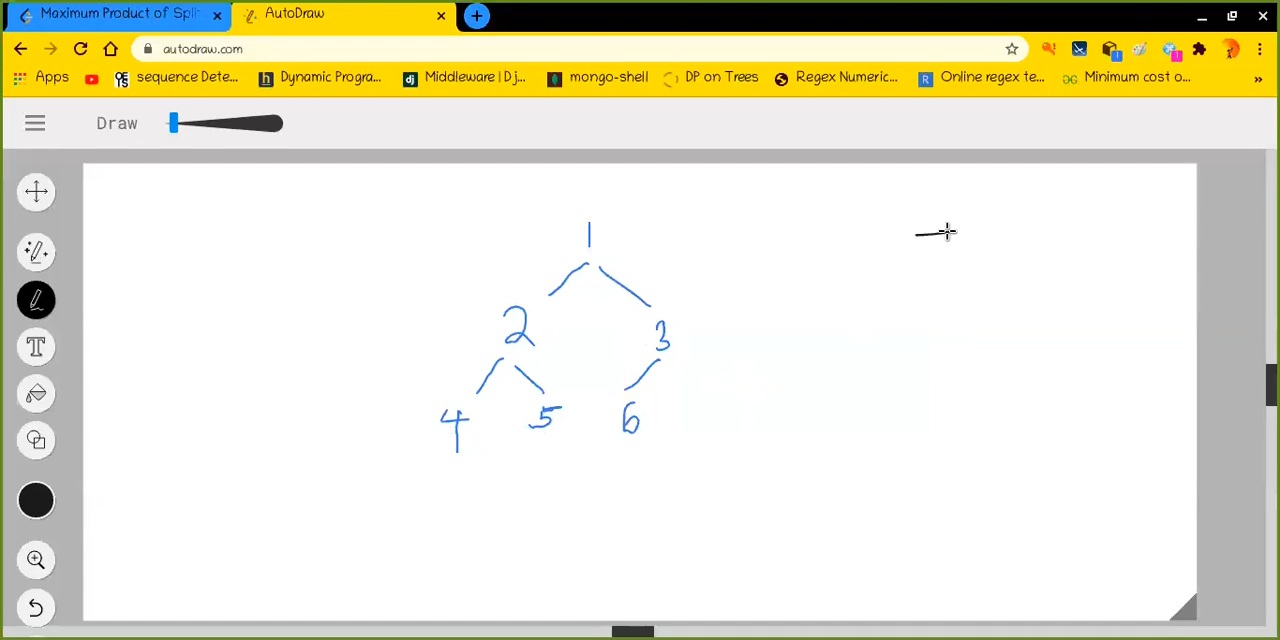 Maximum Product of Spli
AutoDraw
autodraw.com
Apps
sequence Dete...
Dynamic Progra...
Middleware | Dj...
mongo-shell
DP on Trees
Regex Numeric...
Online regex te...
Minimum cost o...
»
Draw
1
2 3
4 5 6